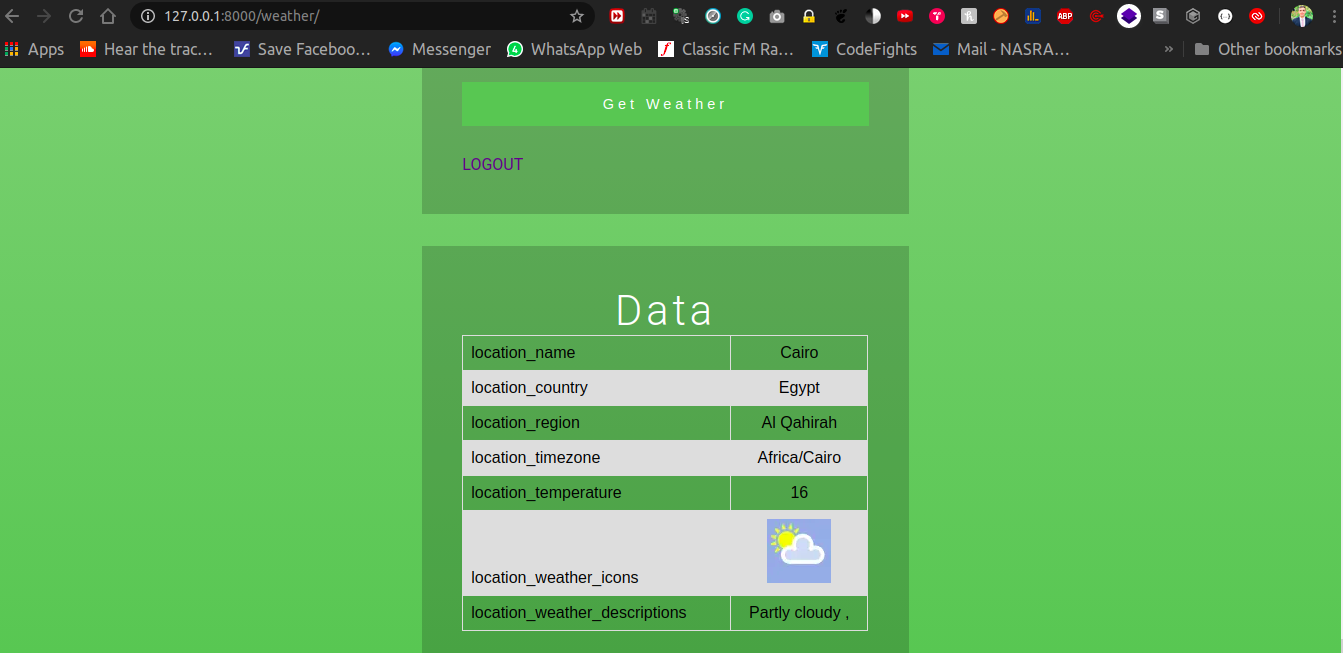 127.0.0.1:8000/weather/
Apps Hear the trac... Save Faceboo... Messenger 4 WhatsApp Web Classic FM Ra... CodeFights Mail - NASRA... » Other bookmarks
Get Weather
LOGOUT
Data
location_name Cairo
location_country Egypt
location_region Al Qahirah
location_timezone Africa/Cairo
location_temperature 16
location_weather_icons
location_weather_descriptions Partly cloudy ,